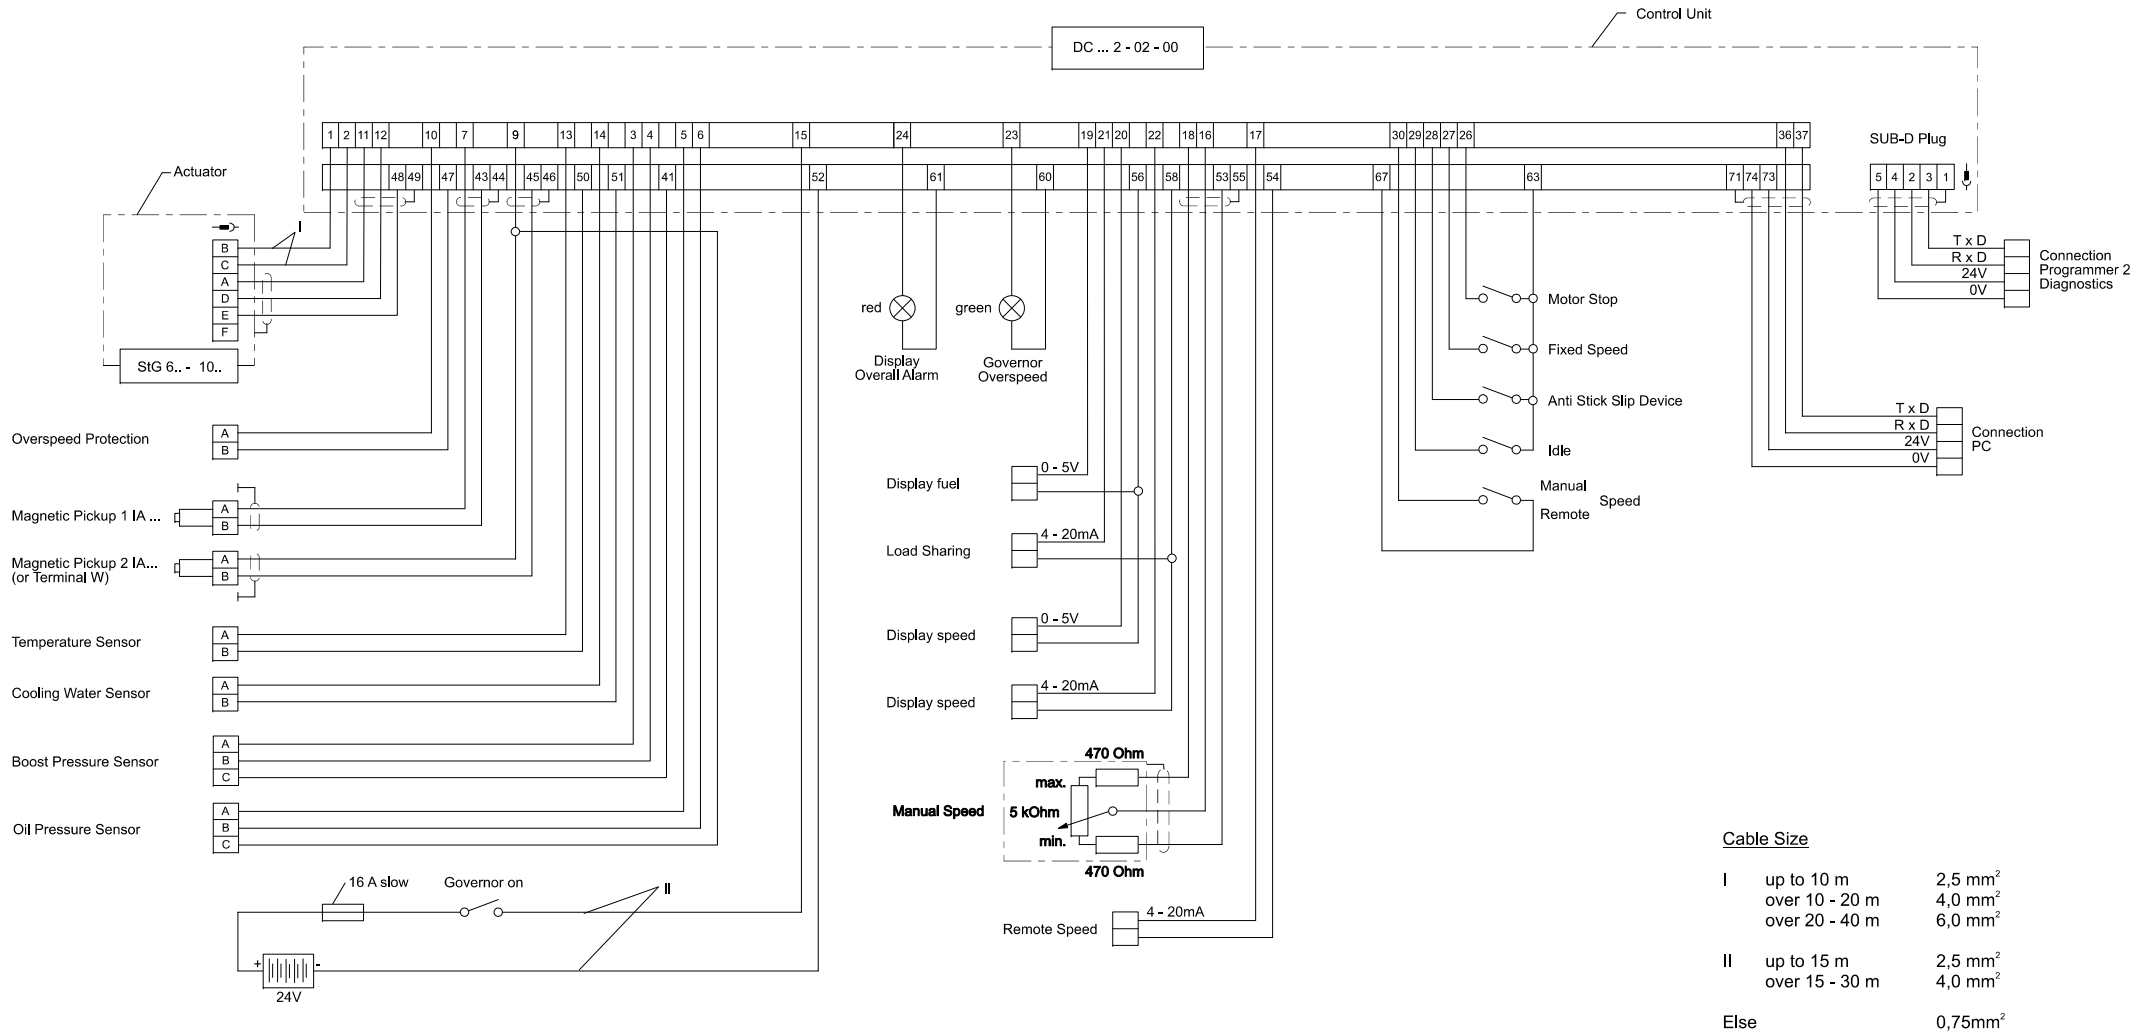 Control Unit
DC ... 2 - 02 - 00
1 2 11 12 10 7 9 13 14 3 4 5 6 15 24 23 19 21 20 22 18 16 17 30 29 28 27 26 36 37
SUB-D Plug
48 49 47 43 44 45 46 50 51 41 52 61 60 56 58 53 55 54 67 63 71 74 73
5 4 2 3 1
Actuator
I
B
C
A
D
E
F
StG 6.. - 10..
T x D
R x D
24V
0V
Connection
Programmer 2
Diagnostics
red
Display
Overall Alarm
green
Governor
Overspeed
Motor Stop
Fixed Speed
Anti Stick Slip Device
Idle
Manual
Remote
Speed
T x D
R x D
24V
0V
Connection
PC
Overspeed Protection
A
B
Magnetic Pickup 1 IA ...
A
B
Magnetic Pickup 2 IA...
(or Terminal W)
A
B
Temperature Sensor
A
B
Cooling Water Sensor
A
B
Boost Pressure Sensor
A
B
C
Oil Pressure Sensor
A
B
C
Display fuel
0 - 5V
Load Sharing
4 - 20mA
Display speed
0 - 5V
Display speed
4 - 20mA
470 Ohm
max.
Manual Speed
5 kOhm
min.
470 Ohm
Remote Speed
4 - 20mA
16 A slow
Governor on
II
+
-
24V
Cable Size
I up to 10 m 2,5 mm²
over 10 - 20 m 4,0 mm²
over 20 - 40 m 6,0 mm²
II up to 15 m 2,5 mm²
over 15 - 30 m 4,0 mm²
Else 0,75mm²